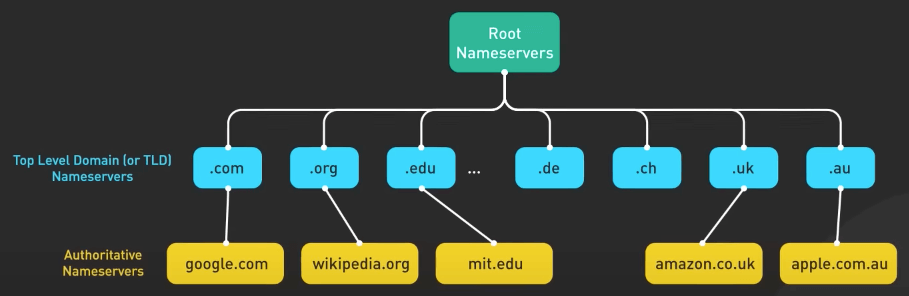 Root
Nameservers
Top Level Domain (or TLD)
Nameservers
.com
.org
.edu
...
.de
.ch
.uk
.au
Authoritative
Nameservers
google.com
wikipedia.org
mit.edu
amazon.co.uk
apple.com.au